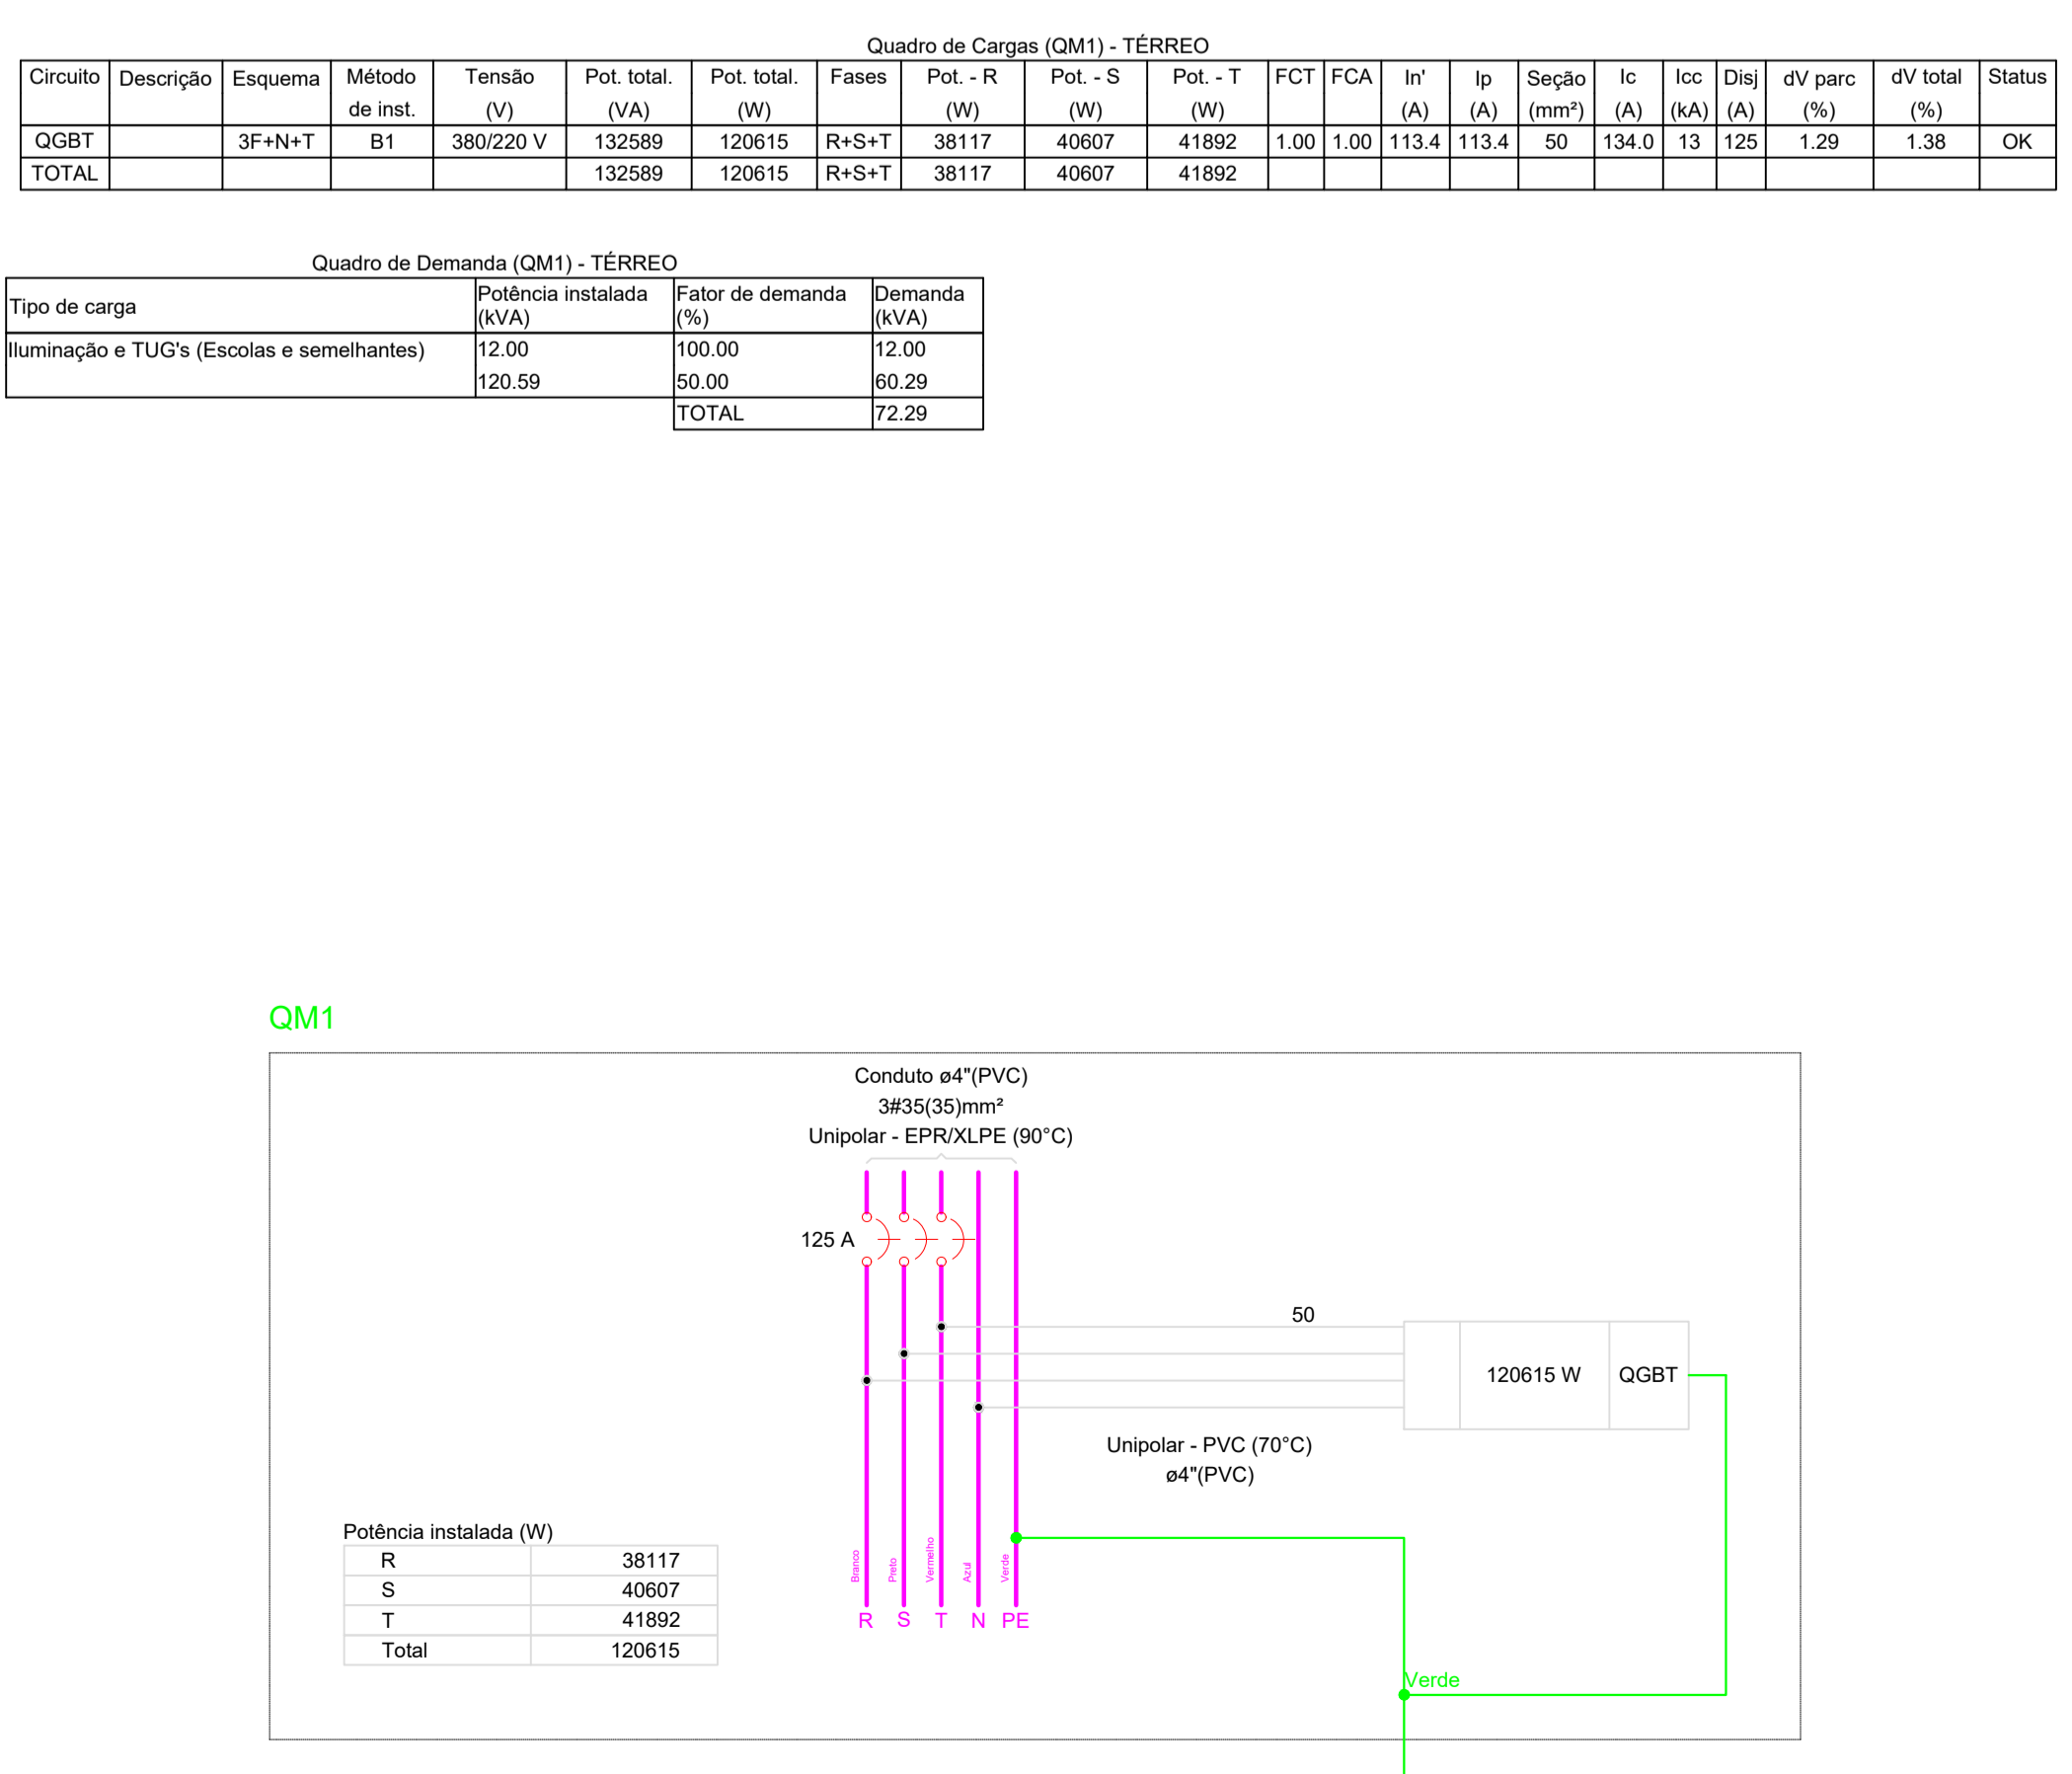 Quadro de Cargas (QM1) - TÉRREO
Circuito Descrição Esquema Método de inst. Tensão (V) Pot. total. (VA) Pot. total. (W) Fases Pot. - R (W) Pot. - S (W) Pot. - T (W) FCT FCA In' (A) Ip (A) Seção (mm²) Ic (A) Icc (kA) Disj (A) dV parc (%) dV total (%) Status
QGBT 3F+N+T B1 380/220 V 132589 120615 R+S+T 38117 40607 41892 1.00 1.00 113.4 113.4 50 134.0 13 125 1.29 1.38 OK
TOTAL 132589 120615 R+S+T 38117 40607 41892
Quadro de Demanda (QM1) - TÉRREO
Tipo de carga Potência instalada (kVA) Fator de demanda (%) Demanda (kVA)
Iluminação e TUG's (Escolas e semelhantes) 12.00 100.00 12.00
120.59 50.00 60.29
TOTAL 72.29
QM1
Conduto ø4"(PVC)
3#35(35)mm²
Unipolar - EPR/XLPE (90°C)
125 A
50
120615 W QGBT
Unipolar - PVC (70°C)
ø4"(PVC)
Potência instalada (W)
R 38117
S 40607
T 41892
Total 120615
Branco Preto Vermelho Azul Verde
R S T N PE
Verde